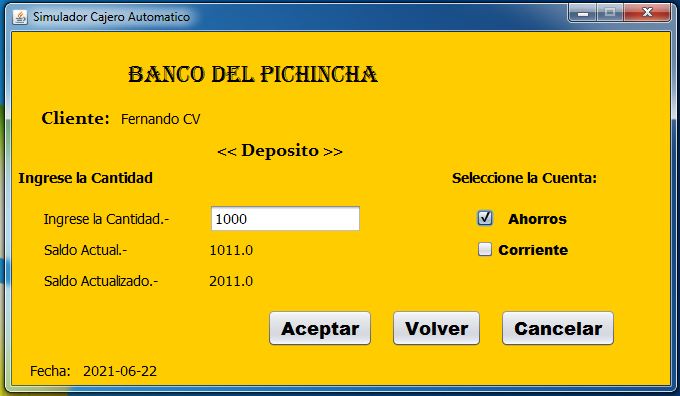 Simulador Cajero Automatico
BANCO DEL PICHINCHA
Cliente: Fernando CV
<< Deposito >>
Ingrese la Cantidad Seleccione la Cuenta:
Ingrese la Cantidad.- 1000 Ahorros
Saldo Actual.- 1011.0 Corriente
Saldo Actualizado.- 2011.0
Aceptar Volver Cancelar
Fecha: 2021-06-22